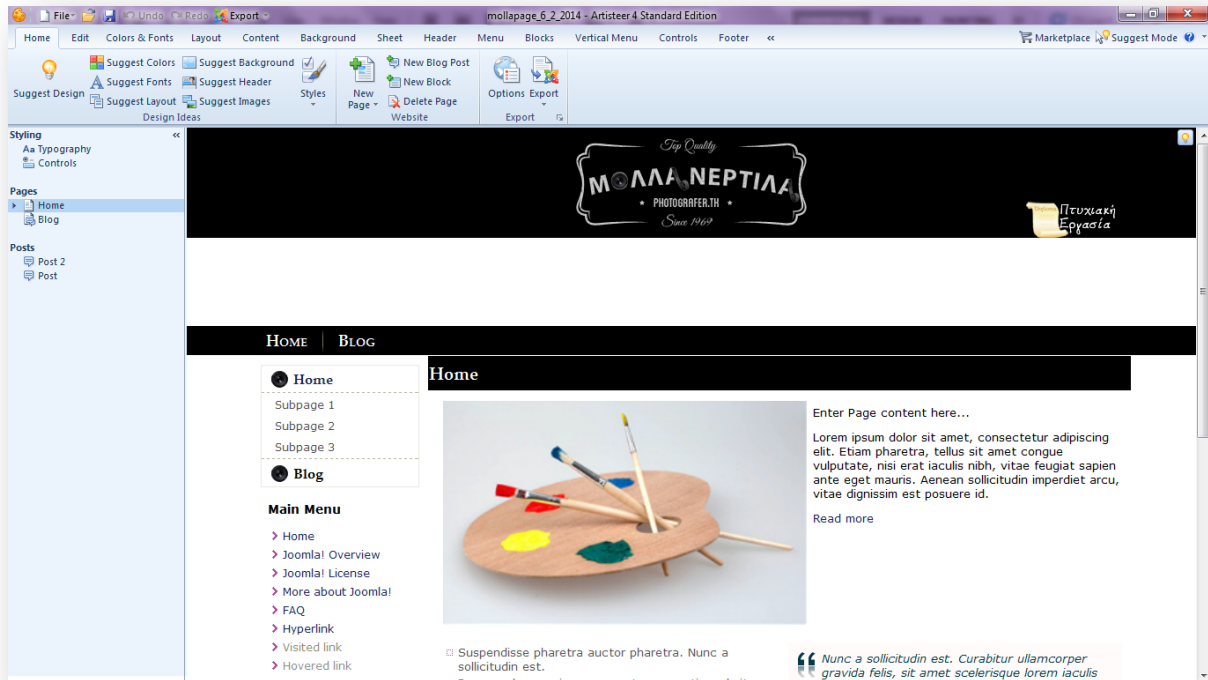 File
Undo
Redo
Export
mollapage_6_2_2014 - Artisteer 4 Standard Edition
Home Edit Colors & Fonts Layout Content Background Sheet Header Menu Blocks Vertical Menu Controls Footer «
Marketplace Suggest Mode
Suggest Design
Suggest Colors
Suggest Fonts
Suggest Layout
Suggest Background
Suggest Header
Suggest Images
Styles
Design Ideas
New Page
New Blog Post
New Block
Delete Page
Website
Options
Export
Export
Styling «
Aa Typography
Controls
Pages
Home
Blog
Posts
Post 2
Post
Top Quality
ΜΟΛΛΑ ΝΕΡΤΙΛΑ
PHOTOGRAFER.TH
Since 1969
Πτυχιακή
Εργασία
Home Blog
Home
Subpage 1
Subpage 2
Subpage 3
Blog
Main Menu
Home
Joomla! Overview
Joomla! License
More about Joomla!
FAQ
Hyperlink
Visited link
Hovered link
Home
Enter Page content here...
Lorem ipsum dolor sit amet, consectetur adipiscing
elit. Etiam pharetra, tellus sit amet congue
vulputate, nisi erat iaculis nibh, vitae feugiat sapien
ante eget mauris. Aenean sollicitudin imperdiet arcu,
vitae dignissim est posuere id.
Read more
Suspendisse pharetra auctor pharetra. Nunc a
sollicitudin est.
Nunc a sollicitudin est. Curabitur ullamcorper
gravida felis, sit amet scelerisque lorem iaculis